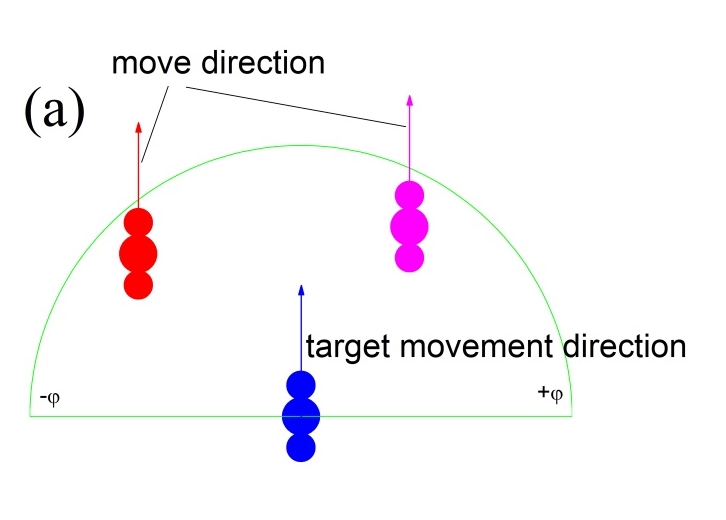 move direction
(a)
target movement direction
-φ
+φ